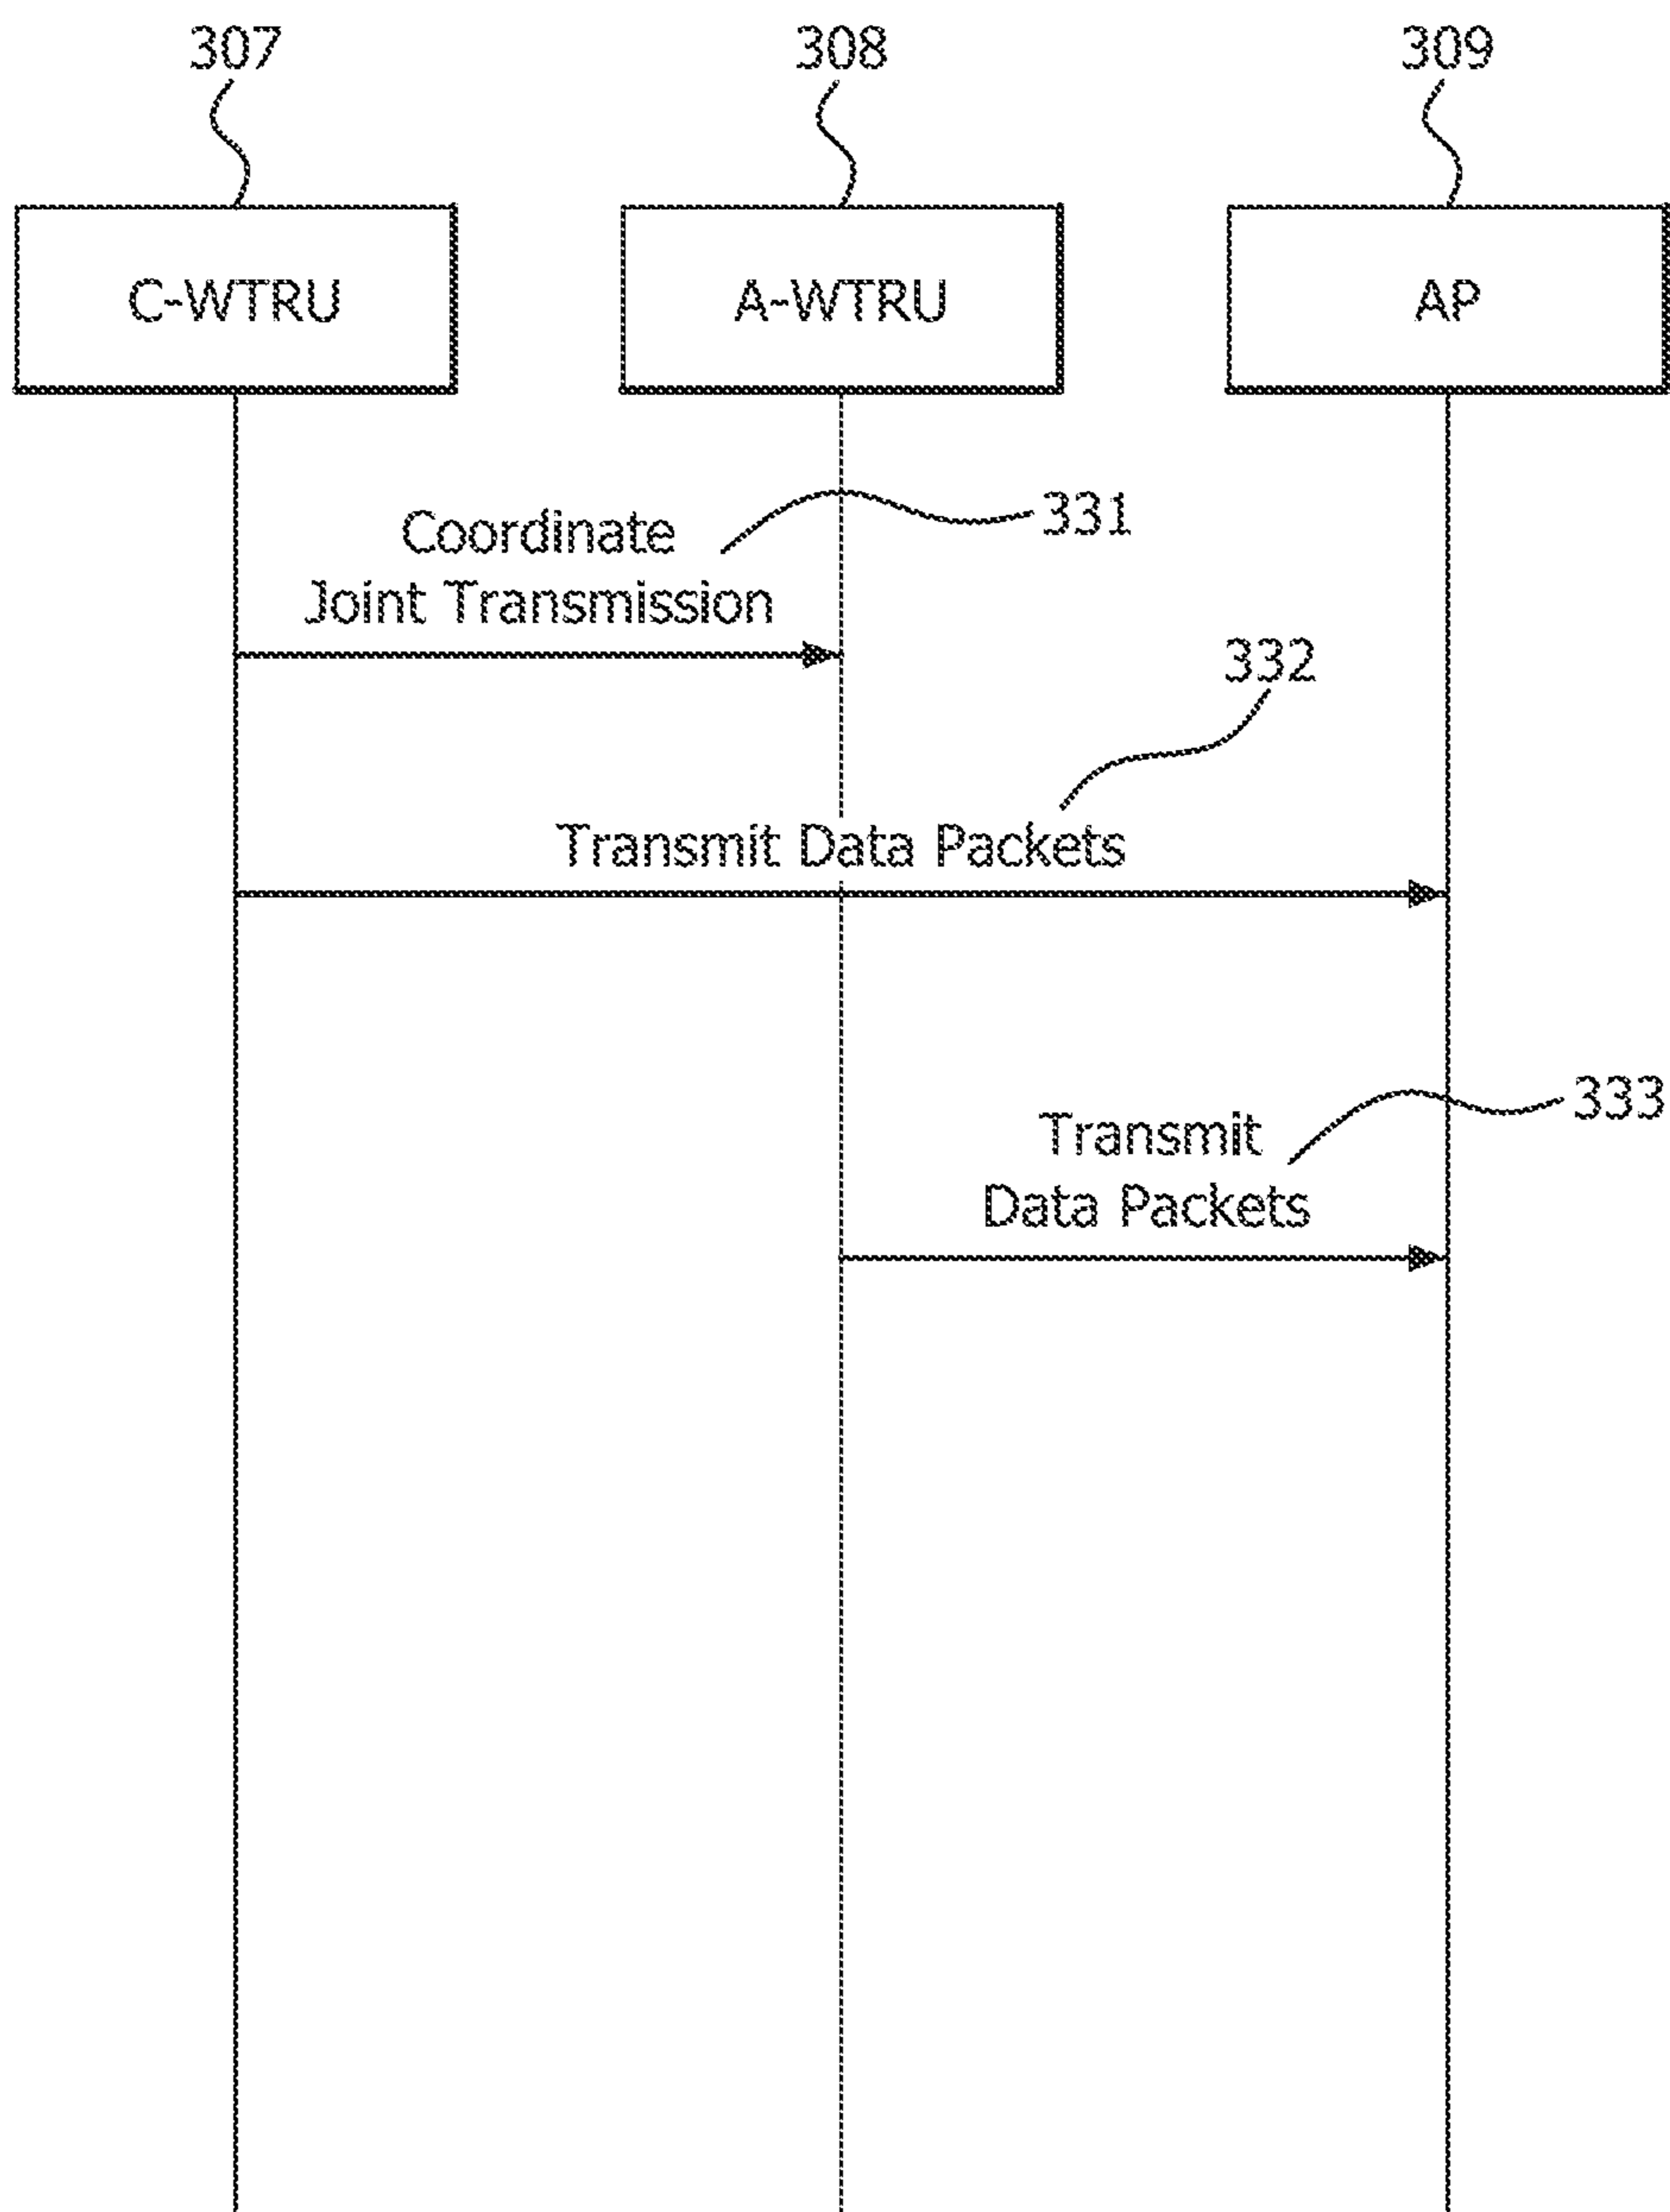 307
308
309
C-WTRU
A-WTRU
AP
Coordinate
Joint Transmission
331
332
Transmit Data Packets
333
Transmit
Data Packets